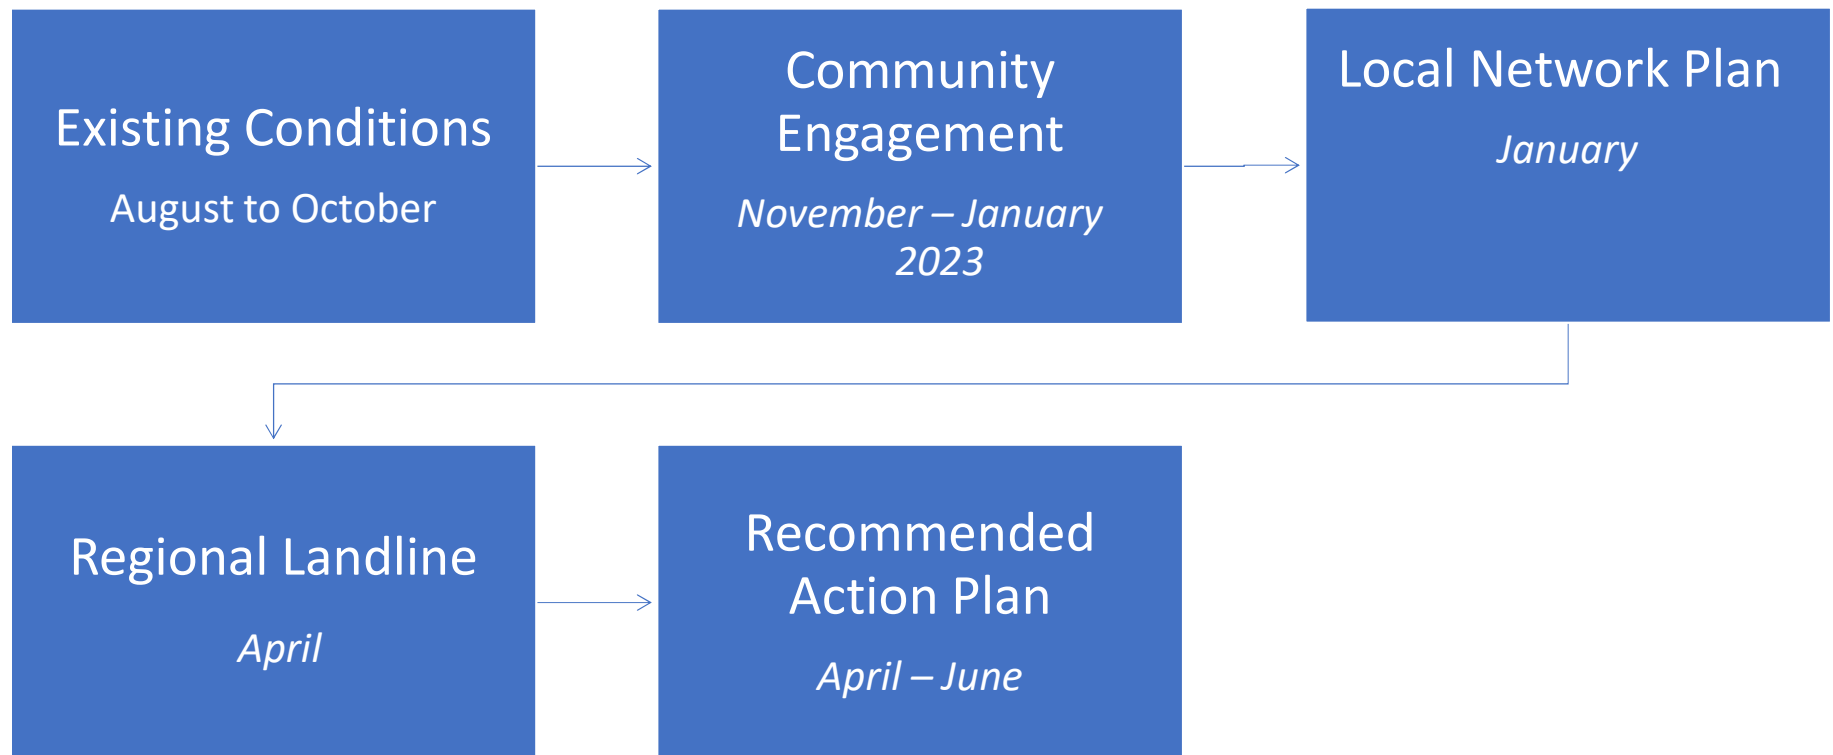 Existing Conditions
August to October
Community
Engagement
November – January
2023
Local Network Plan
January
Regional Landline
April
Recommended
Action Plan
April – June